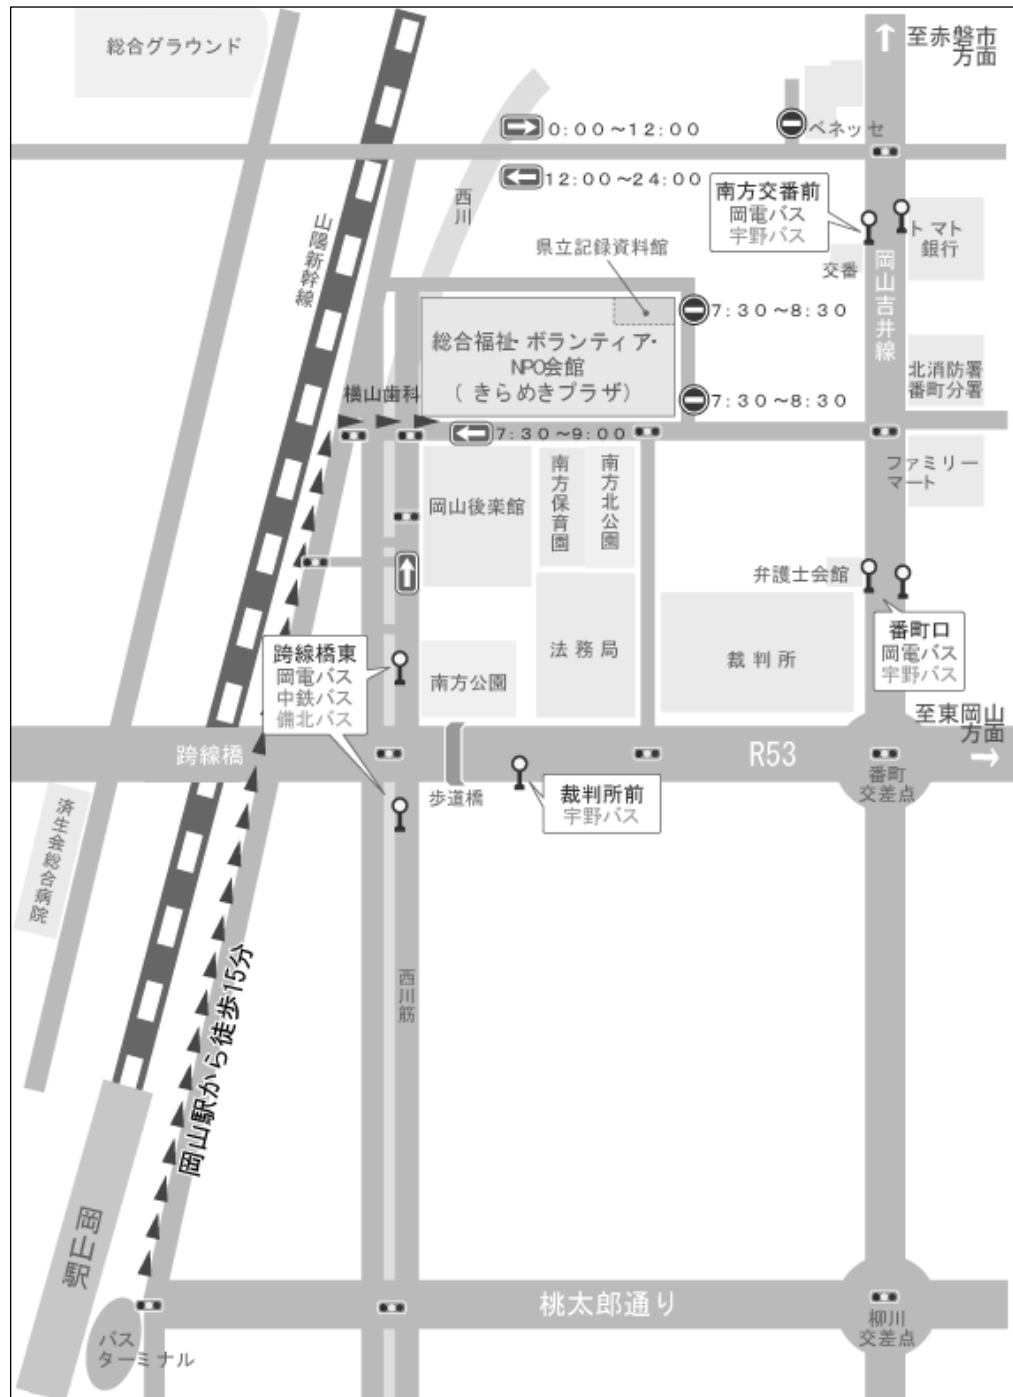 総合グラウンド
至赤磐市
方面
0:00～12:00
ベネッセ
12:00～24:00
西川
南方交番前
岡電バス
宇野バス
トマト
銀行
山陽新幹線
県立記録資料館
交番
岡山吉井線
7:30～8:30
総合福祉・ボランティア・
NPO会館
（きらめきプラザ）
北消防署
番町分署
横山歯科
7:30～8:30
7:30～9:00
ファミリー
マート
岡山後楽館
南方保育園
南方北公園
弁護士会館
番町口
岡電バス
宇野バス
跨線橋東
岡電バス
中鉄バス
備北バス
南方公園
法務局
裁判所
至東岡山
方面
跨線橋
R53
番町
交差点
歩道橋
裁判所前
宇野バス
済生会総合病院
岡山駅から徒歩15分
西川筋
岡山駅
桃太郎通り
柳川
交差点
バス
ターミナル